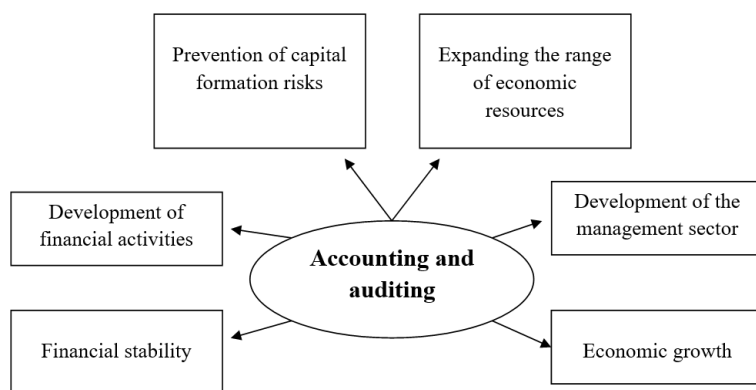 Prevention of capital
formation risks
Expanding the range
of economic
resources
Development of
financial activities
Development of the
management sector
Accounting and
auditing
Financial stability
Economic growth